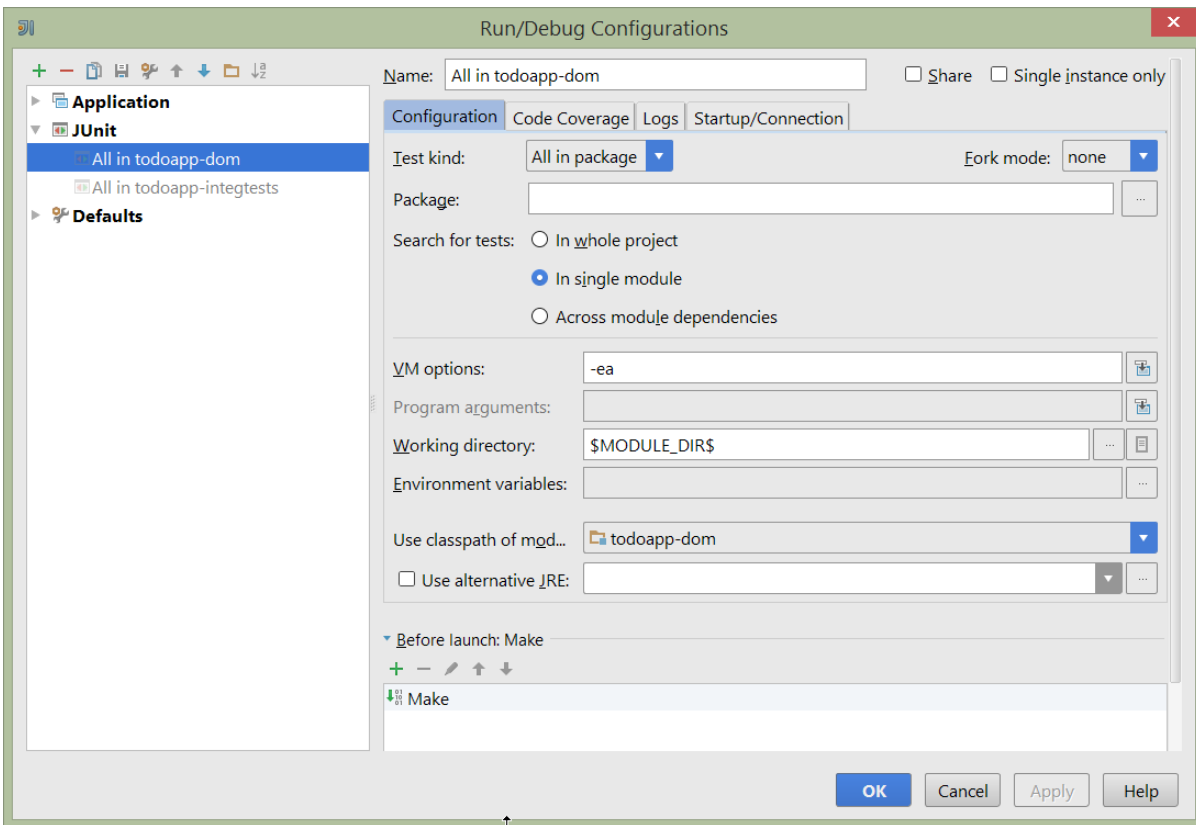 Run/Debug Configurations
Application
JUnit
All in todoapp-dom
All in todoapp-integtests
Defaults
Name: All in todoapp-dom Share Single instance only
Configuration Code Coverage Logs Startup/Connection
Test kind: All in package Fork mode: none
Package: ...
Search for tests: In whole project
In single module
Across module dependencies
VM options: -ea
Program arguments:
Working directory: $MODULE_DIR$ ...
Environment variables: ...
Use classpath of mod... todoapp-dom
Use alternative JRE: ...
Before launch: Make
Make
OK Cancel Apply Help